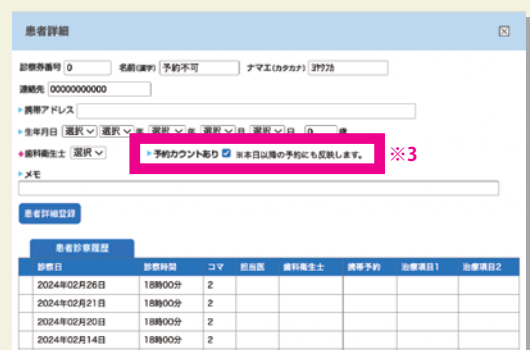 患者詳細
診察券番号 0 名前(漢字) 予約不可 ナマエ(カタカナ) ﾖﾔｸﾌｶ
連絡先 00000000000
携帯アドレス
生年月日 選択 選択 年 選択 年 選択 月 選択 日 0 歳
歯科衛生士 選択 予約カウントあり ※本日以降の予約にも反映します。 ※3
メモ
患者詳細登録
患者診察履歴
診察日 診察時間 コマ 担当医 歯科衛生士 携帯予約 治療項目1 治療項目2
2024年02月26日 18時00分 2
2024年02月21日 18時00分 2
2024年02月20日 18時00分 2
2024年02月14日 18時00分 2